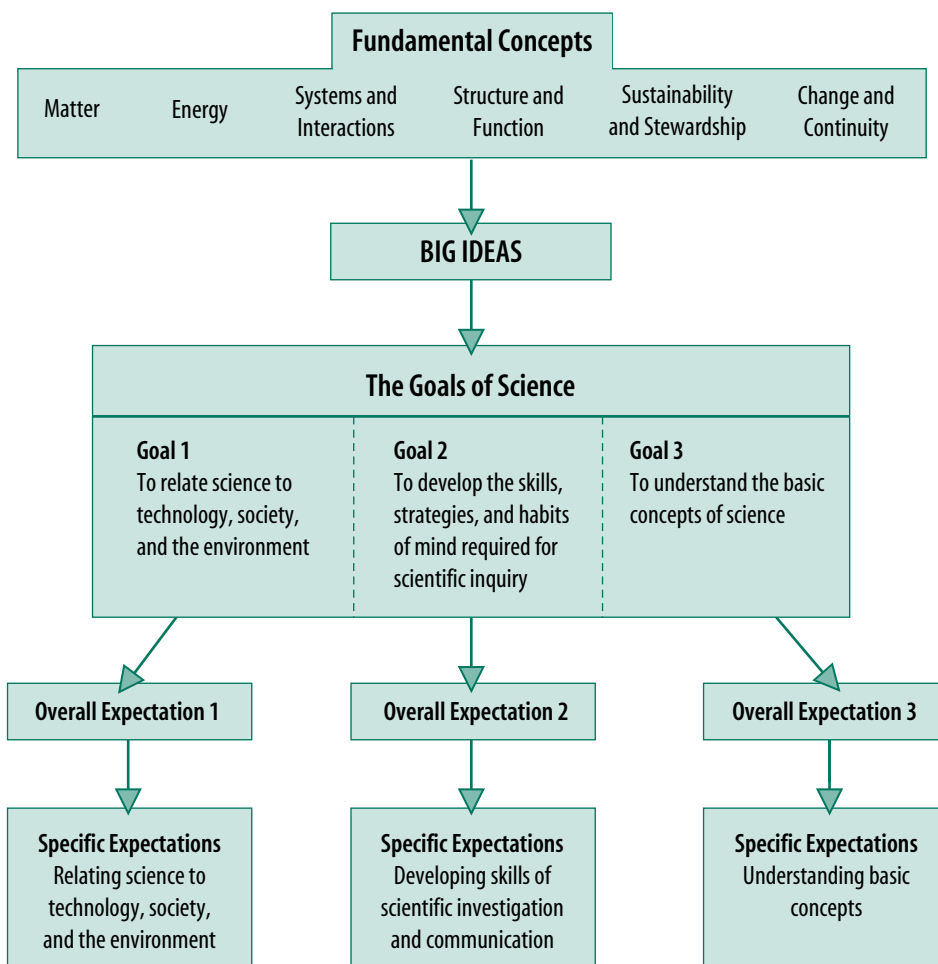 Fundamental Concepts
Matter
Energy
Systems and
Interactions
Structure and
Function
Sustainability
and Stewardship
Change and
Continuity
BIG IDEAS
The Goals of Science
Goal 1
To relate science to
technology, society,
and the environment
Goal 2
To develop the skills,
strategies, and habits
of mind required for
scientific inquiry
Goal 3
To understand the basic
concepts of science
Overall Expectation 1
Overall Expectation 2
Overall Expectation 3
Specific Expectations
Relating science to
technology, society,
and the environment
Specific Expectations
Developing skills of
scientific investigation
and communication
Specific Expectations
Understanding basic
concepts